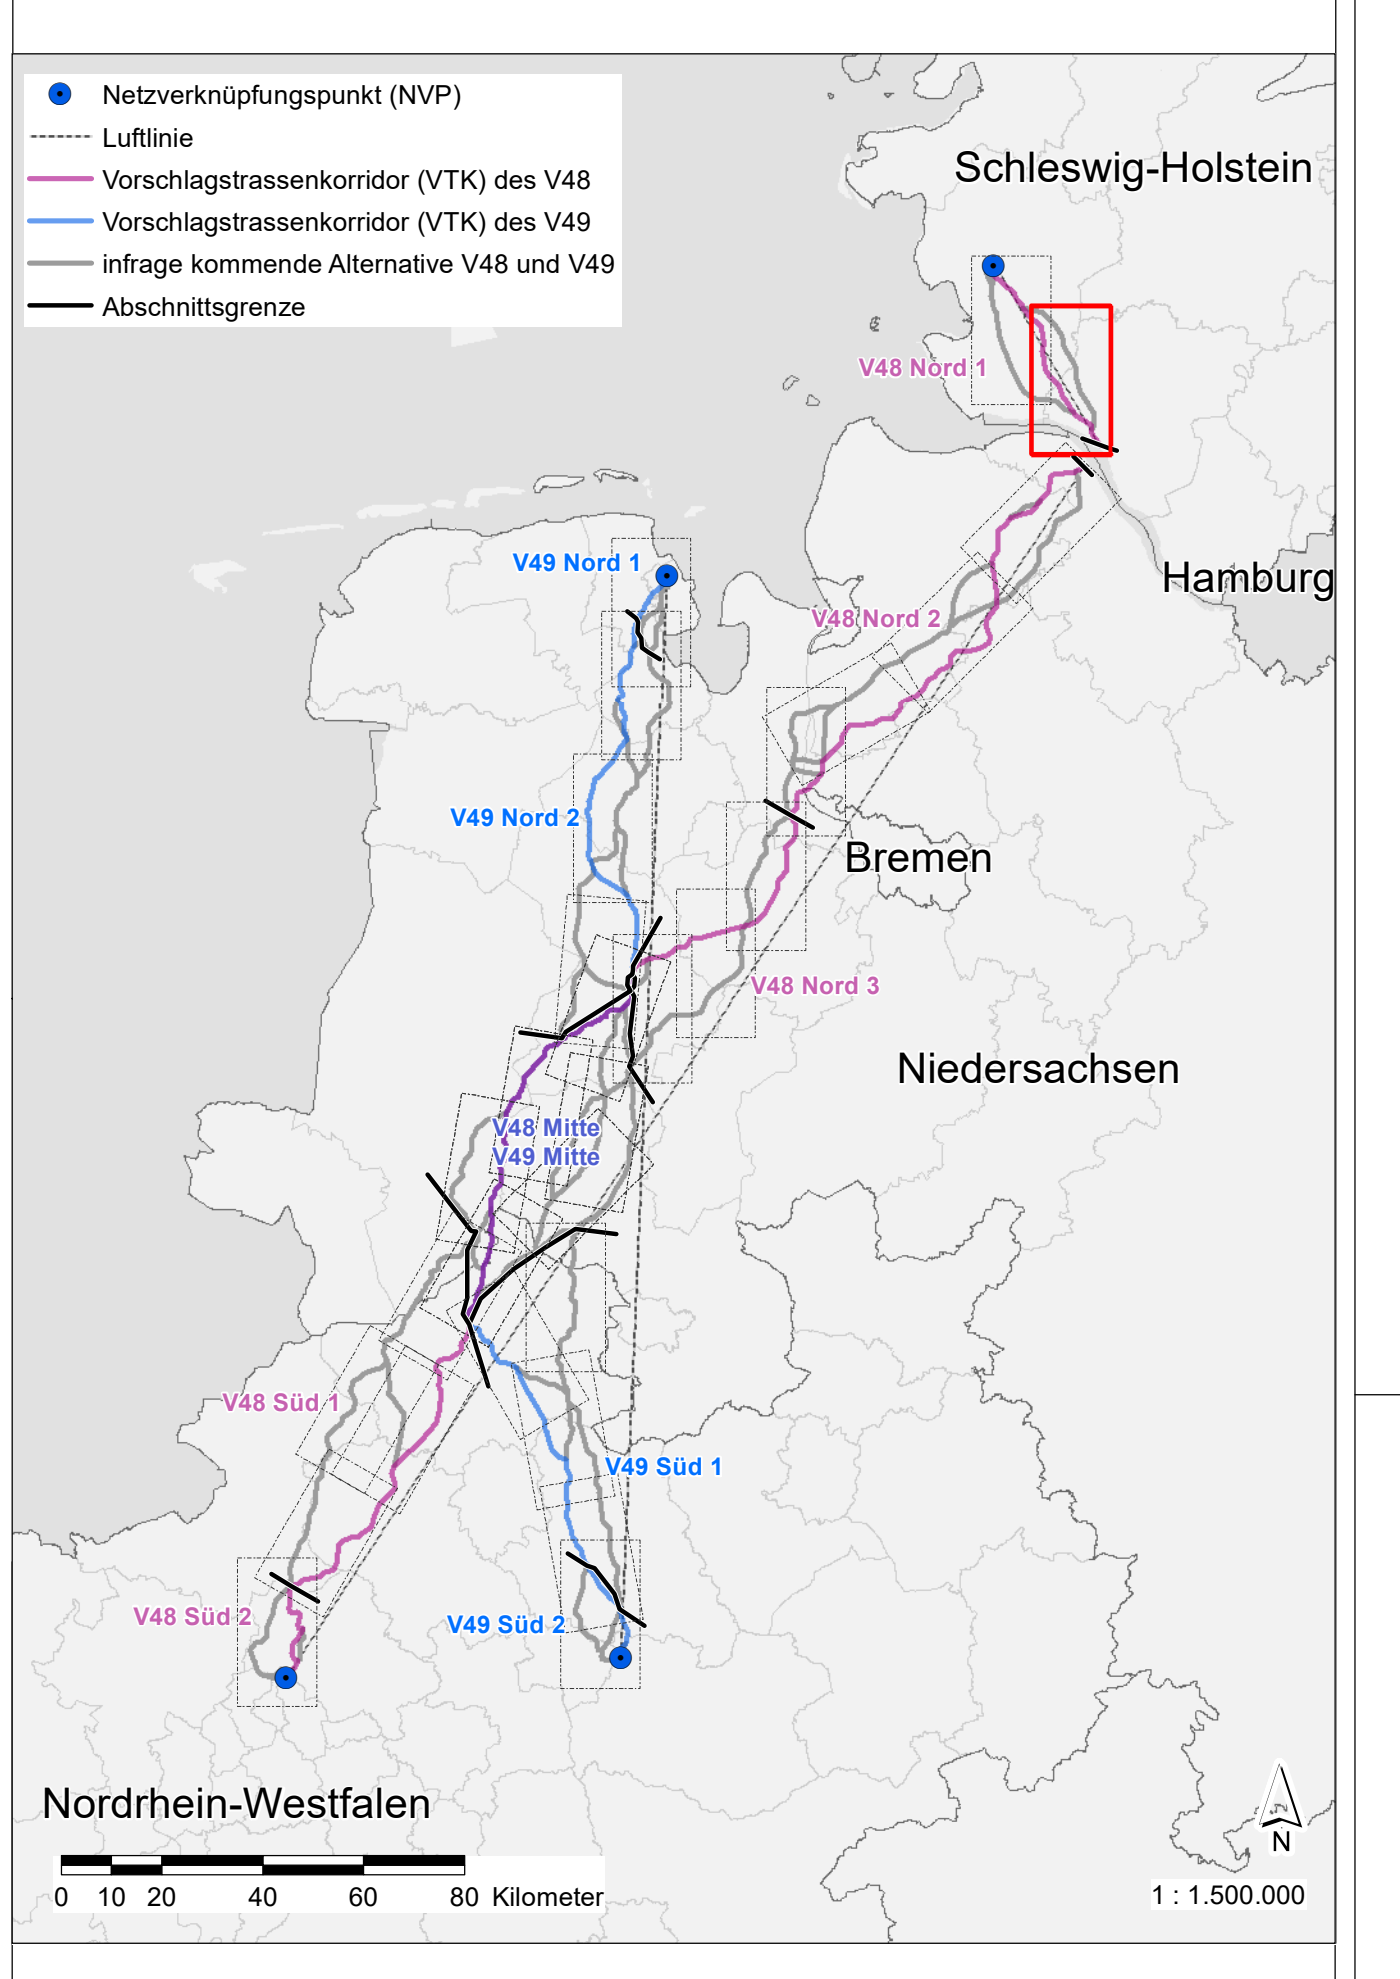 Netzverknüpfungspunkt (NVP)
Luftlinie
Vorschlagstrassenkorridor (VTK) des V48
Vorschlagstrassenkorridor (VTK) des V49
infrage kommende Alternative V48 und V49
Abschnittsgrenze
Schleswig-Holstein
V48 Nord 1
V49 Nord 1
Hamburg
V48 Nord 2
V49 Nord 2
Bremen
V48 Nord 3
Niedersachsen
V48 Mitte
V49 Mitte
V48 Süd 1
V49 Süd 1
V48 Süd 2
V49 Süd 2
Nordrhein-Westfalen
N
0 10 20 40 60 80 Kilometer
1 : 1.500.000